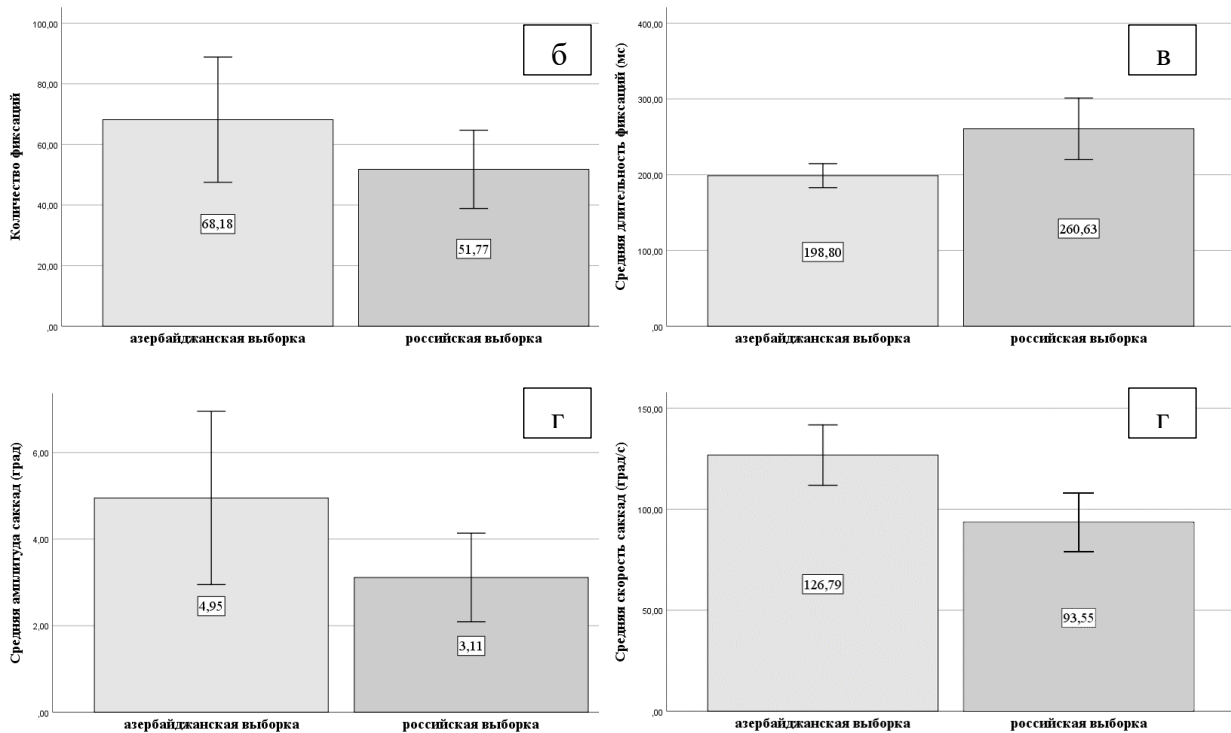 100,00
80,00
60,00
40,00
20,00
,00
Количество фиксаций
б
68,18
51,77
азербайджанская выборка
российская выборка
400,00
300,00
200,00
100,00
,00
Средняя длительность фиксаций (мс)
в
198,80
260,63
азербайджанская выборка
российская выборка
6,00
4,00
2,00
,00
Средняя амплитуда саккад (град)
г
4,95
3,11
азербайджанская выборка
российская выборка
150,00
100,00
50,00
,00
Средняя скорость саккад (град/с)
г
126,79
93,55
азербайджанская выборка
российская выборка